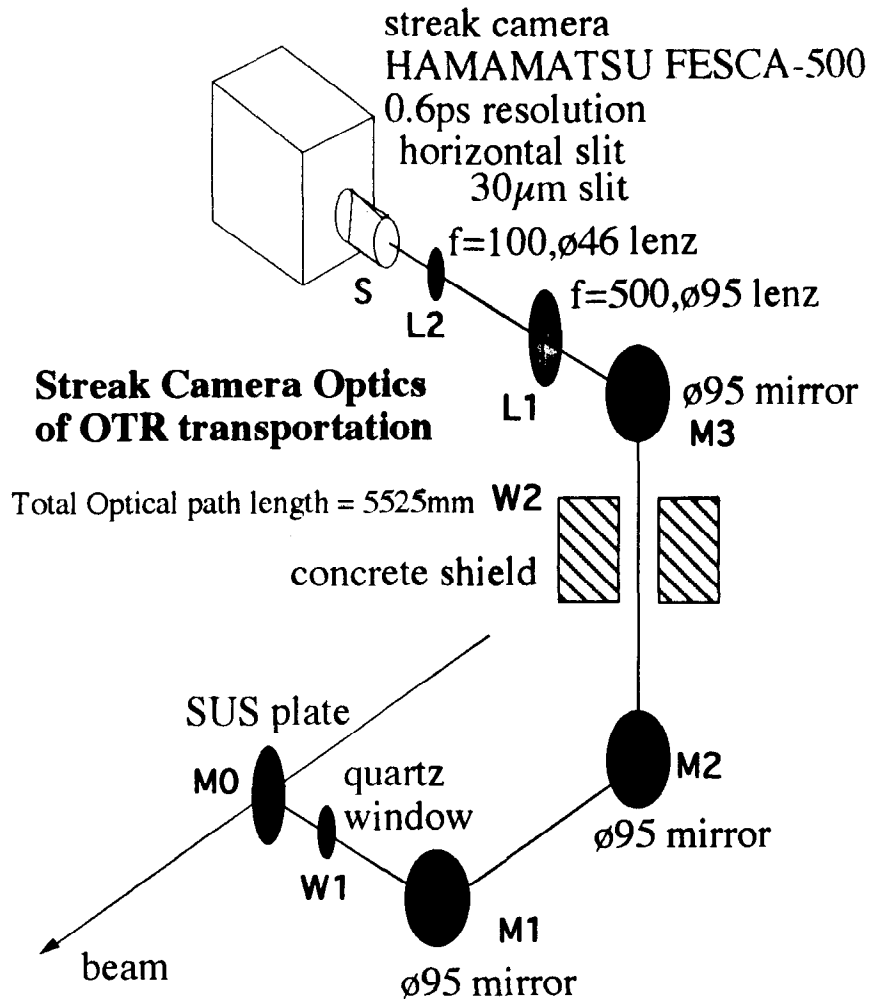 streak camera
HAMAMATSU FESCA-500
0.6ps resolution
horizontal slit
30μm slit
f=100,ø46 lenz
S
f=500,ø95 lenz
L2
Streak Camera Optics
of OTR transportation
L1
ø95 mirror
M3
Total Optical path length = 5525mm
W2
concrete shield
SUS plate
M0
quartz
window
M2
ø95 mirror
W1
M1
beam
ø95 mirror